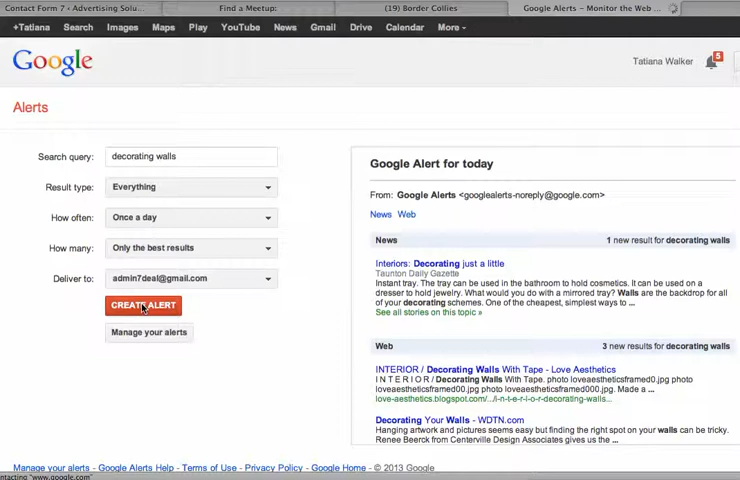 Contact Form 7 • Advertising Solu...
Find a Meetup:
(19) Border Collies
Google Alerts – Monitor the Web ...
+Tatiana Search Images Maps Play YouTube News Gmail Drive Calendar More
Google
Tatiana Walker
5
Alerts
Search query: decorating walls
Result type: Everything
How often: Once a day
How many: Only the best results
Deliver to: admin7deal@gmail.com
CREATE ALERT
Manage your alerts
Google Alert for today
From: Google Alerts <googlealerts-noreply@google.com>
News Web
News 1 new result for decorating walls
Interiors: Decorating just a little
Taunton Daily Gazette
Instant tray. The tray can be used in the bathroom to hold cosmetics. It can be used on a
dresser to hold jewelry. What would you do with a mirrored tray? Walls are the backdrop for all
of your decorating schemes. One of the cheapest, simplest ways to ...
See all stories on this topic »
Web 3 new results for decorating walls
INTERIOR / Decorating Walls With Tape - Love Aesthetics
I N T E R I O R / Decorating Walls With Tape. photo loveaestheticsframed0.jpg photo
loveaestheticsframed00.jpg photo loveaestheticsframed000.jpg. Made a ...
love-aesthetics.blogspot.com/.../i-n-t-e-r-i-o-r-decorating-walls...
Decorating Your Walls - WDTN.com
Hanging artwork and pictures seems easy but finding the right spot on your walls can be tricky.
Renee Beerck from Centerville Design Associates gives us the ...
Manage your alerts - Google Alerts Help - Terms of Use - Privacy Policy - Google Home - © 2013 Google
ntacting "www.google.com"